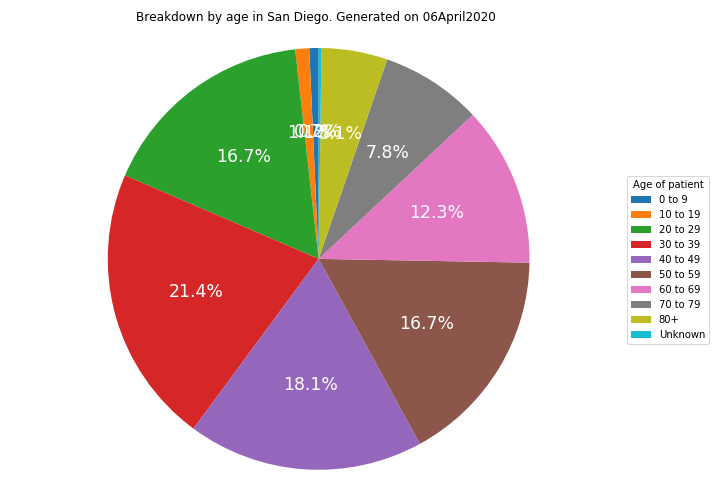 Breakdown by age in San Diego. Generated on 06April2020
5.1%
7.8%
16.7%
12.3%
21.4%
16.7%
18.1%
Age of patient
0 to 9
10 to 19
20 to 29
30 to 39
40 to 49
50 to 59
60 to 69
70 to 79
80+
Unknown